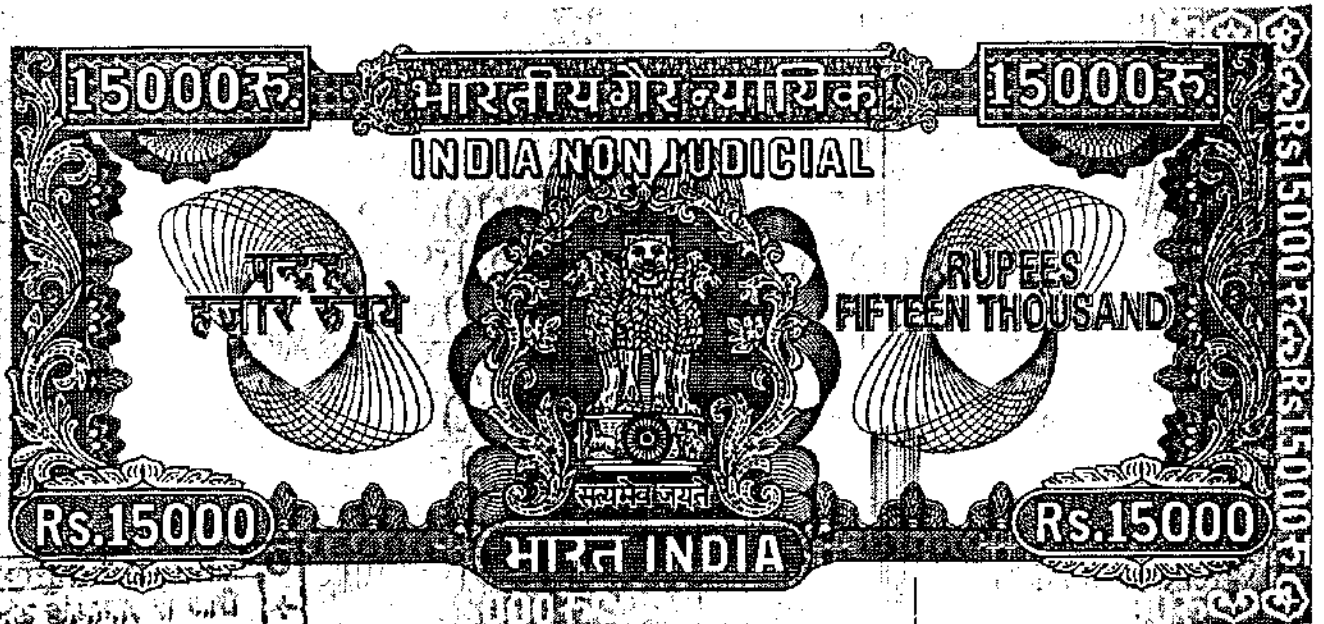 15000रु. भारतीय गैर न्यायिक 15000रु.
INDIA NON JUDICIAL
पन्द्रह
हजार रुपये
RUPEES
FIFTEEN THOUSAND
सत्यमेव जयते
Rs.15000 Rs.15000
भारत INDIA